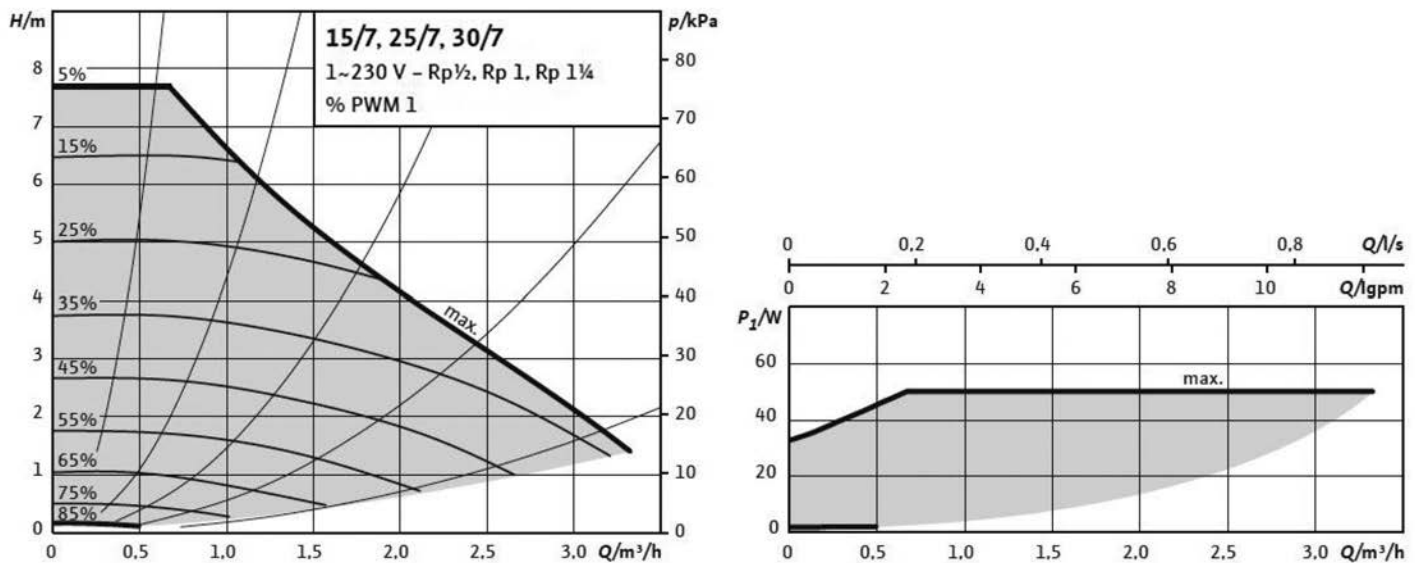 H/m
p/kPa
15/7, 25/7, 30/7
1~230 V – Rp½, Rp 1, Rp 1¼
% PWM 1
8
7
6
5
4
3
2
1
0
5%
15%
25%
35%
45%
55%
65%
75%
85%
max.
80
70
60
50
40
30
20
10
0
0 0,5 1,0 1,5 2,0 2,5 3,0 Q/m³/h
0 0,2 0,4 0,6 0,8 Q/l/s
0 2 4 6 8 10 Q/Igpm
P₁/W
60
40
20
0
max.
0 0,5 1,0 1,5 2,0 2,5 3,0 Q/m³/h